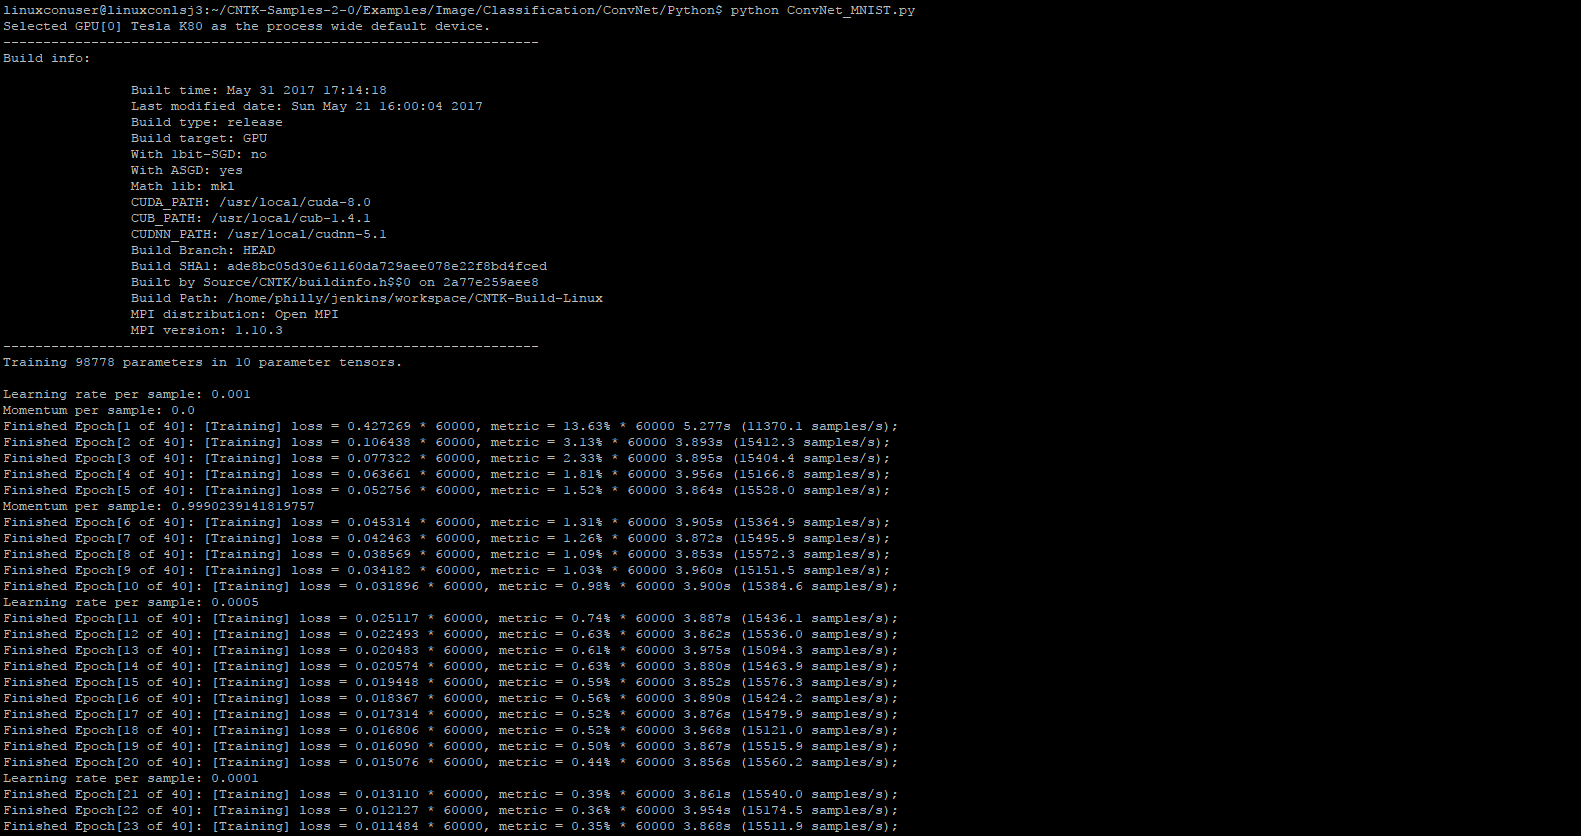 linuxconuser@linuxconlsj3:~/CNTK-Samples-2-0/Examples/Image/Classification/ConvNet/Python$ python ConvNet_MNIST.py
Selected GPU[0] Tesla K80 as the process wide default device.
-------------------------------------------------------------------
Build info:
Built time: May 31 2017 17:14:18
Last modified date: Sun May 21 16:00:04 2017
Build type: release
Build target: GPU
With 1bit-SGD: no
With ASGD: yes
Math lib: mkl
CUDA_PATH: /usr/local/cuda-8.0
CUB_PATH: /usr/local/cub-1.4.1
CUDNN_PATH: /usr/local/cudnn-5.1
Build Branch: HEAD
Build SHA1: ade8bc05d30e61160da729aee078e22f8bd4fced
Built by Source/CNTK/buildinfo.h$$0 on 2a77e259aee8
Build Path: /home/philly/jenkins/workspace/CNTK-Build-Linux
MPI distribution: Open MPI
MPI version: 1.10.3
-------------------------------------------------------------------
Training 98778 parameters in 10 parameter tensors.
Learning rate per sample: 0.001
Momentum per sample: 0.0
Finished Epoch[1 of 40]: [Training] loss = 0.427269 * 60000, metric = 13.63% * 60000 5.277s (11370.1 samples/s);
Finished Epoch[2 of 40]: [Training] loss = 0.106438 * 60000, metric = 3.13% * 60000 3.893s (15412.3 samples/s);
Finished Epoch[3 of 40]: [Training] loss = 0.077322 * 60000, metric = 2.33% * 60000 3.895s (15404.4 samples/s);
Finished Epoch[4 of 40]: [Training] loss = 0.063661 * 60000, metric = 1.81% * 60000 3.956s (15166.8 samples/s);
Finished Epoch[5 of 40]: [Training] loss = 0.052756 * 60000, metric = 1.52% * 60000 3.864s (15528.0 samples/s);
Momentum per sample: 0.9990239141819757
Finished Epoch[6 of 40]: [Training] loss = 0.045314 * 60000, metric = 1.31% * 60000 3.905s (15364.9 samples/s);
Finished Epoch[7 of 40]: [Training] loss = 0.042463 * 60000, metric = 1.26% * 60000 3.872s (15495.9 samples/s);
Finished Epoch[8 of 40]: [Training] loss = 0.038569 * 60000, metric = 1.09% * 60000 3.853s (15572.3 samples/s);
Finished Epoch[9 of 40]: [Training] loss = 0.034182 * 60000, metric = 1.03% * 60000 3.960s (15151.5 samples/s);
Finished Epoch[10 of 40]: [Training] loss = 0.031896 * 60000, metric = 0.98% * 60000 3.900s (15384.6 samples/s);
Learning rate per sample: 0.0005
Finished Epoch[11 of 40]: [Training] loss = 0.025117 * 60000, metric = 0.74% * 60000 3.887s (15436.1 samples/s);
Finished Epoch[12 of 40]: [Training] loss = 0.022493 * 60000, metric = 0.63% * 60000 3.862s (15536.0 samples/s);
Finished Epoch[13 of 40]: [Training] loss = 0.020483 * 60000, metric = 0.61% * 60000 3.975s (15094.3 samples/s);
Finished Epoch[14 of 40]: [Training] loss = 0.020574 * 60000, metric = 0.63% * 60000 3.880s (15463.9 samples/s);
Finished Epoch[15 of 40]: [Training] loss = 0.019448 * 60000, metric = 0.59% * 60000 3.852s (15576.3 samples/s);
Finished Epoch[16 of 40]: [Training] loss = 0.018367 * 60000, metric = 0.56% * 60000 3.890s (15424.2 samples/s);
Finished Epoch[17 of 40]: [Training] loss = 0.017314 * 60000, metric = 0.52% * 60000 3.876s (15479.9 samples/s);
Finished Epoch[18 of 40]: [Training] loss = 0.016806 * 60000, metric = 0.52% * 60000 3.968s (15121.0 samples/s);
Finished Epoch[19 of 40]: [Training] loss = 0.016090 * 60000, metric = 0.50% * 60000 3.867s (15515.9 samples/s);
Finished Epoch[20 of 40]: [Training] loss = 0.015076 * 60000, metric = 0.44% * 60000 3.856s (15560.2 samples/s);
Learning rate per sample: 0.0001
Finished Epoch[21 of 40]: [Training] loss = 0.013110 * 60000, metric = 0.39% * 60000 3.861s (15540.0 samples/s);
Finished Epoch[22 of 40]: [Training] loss = 0.012127 * 60000, metric = 0.36% * 60000 3.954s (15174.5 samples/s);
Finished Epoch[23 of 40]: [Training] loss = 0.011484 * 60000, metric = 0.35% * 60000 3.868s (15511.9 samples/s);